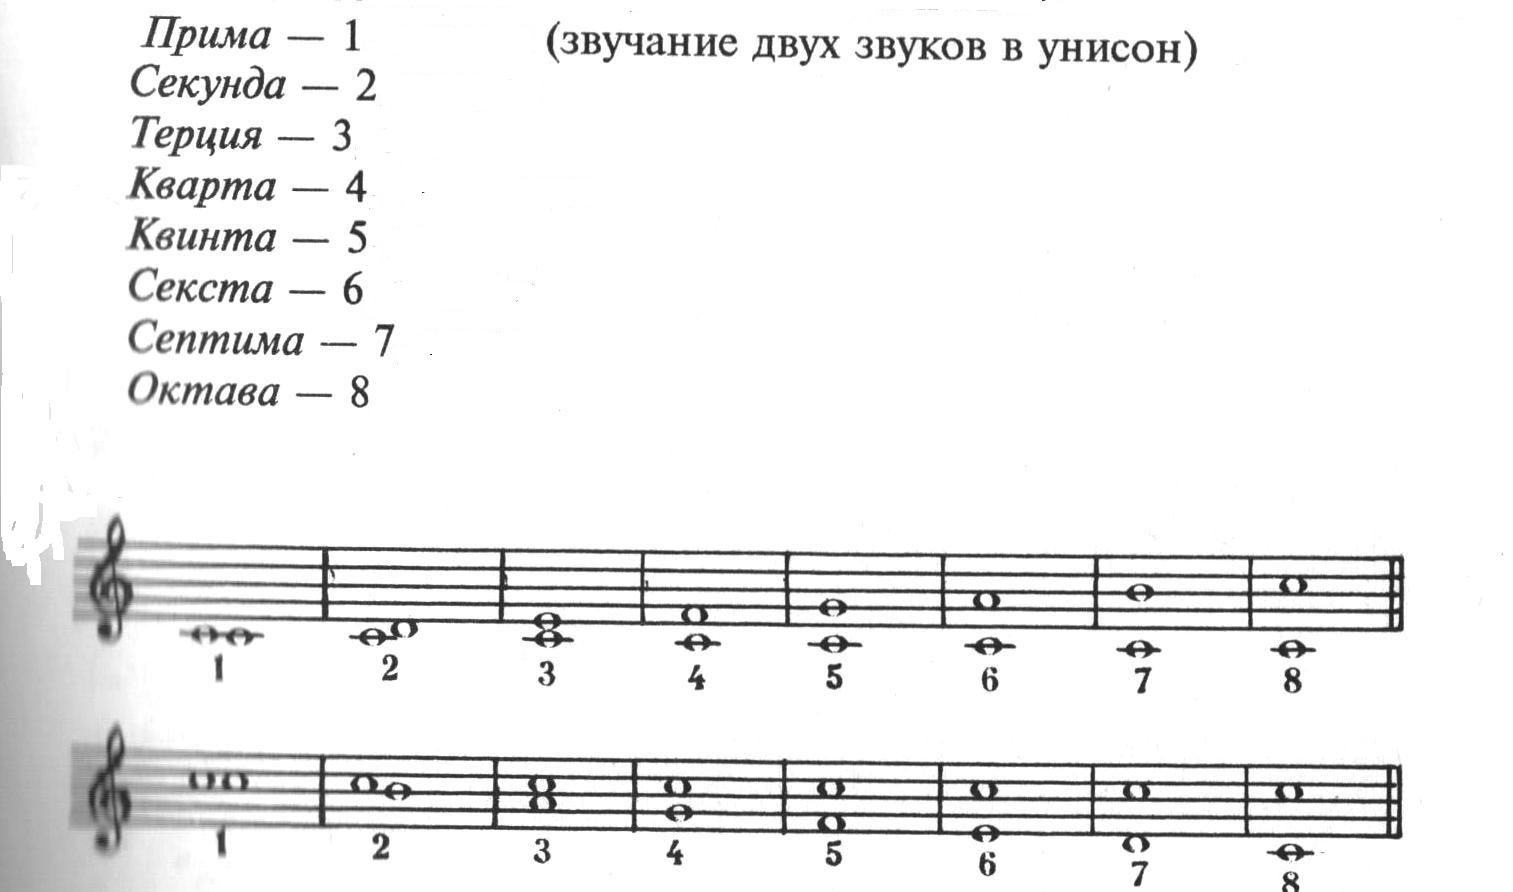 Прима — 1 (звучание двух звуков в унисон)
Секунда — 2
Терция — 3
Кварта — 4
Квинта — 5
Секста — 6
Септима — 7
Октава — 8
1 2 3 4 5 6 7 8
1 2 3 4 5 6 7 8